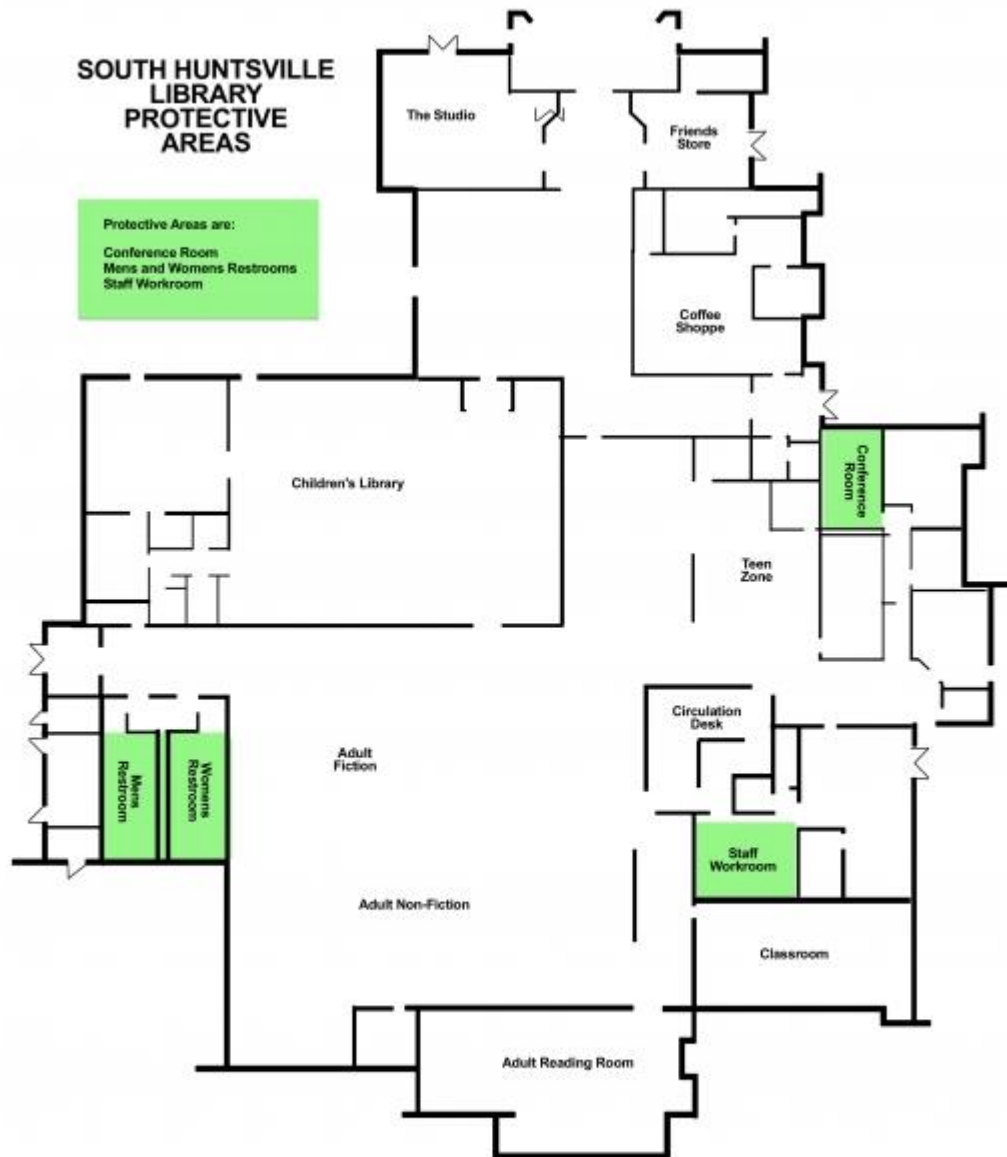 SOUTH HUNTSVILLE
LIBRARY
PROTECTIVE
AREAS
Protective Areas are:
Conference Room
Mens and Womens Restrooms
Staff Workroom
The Studio
Friends
Store
Coffee
Shoppe
Children's Library
Conference
Room
Teen
Zone
Circulation
Desk
Adult
Fiction
Mens
Restroom
Womens
Restroom
Staff
Workroom
Adult Non-Fiction
Classroom
Adult Reading Room